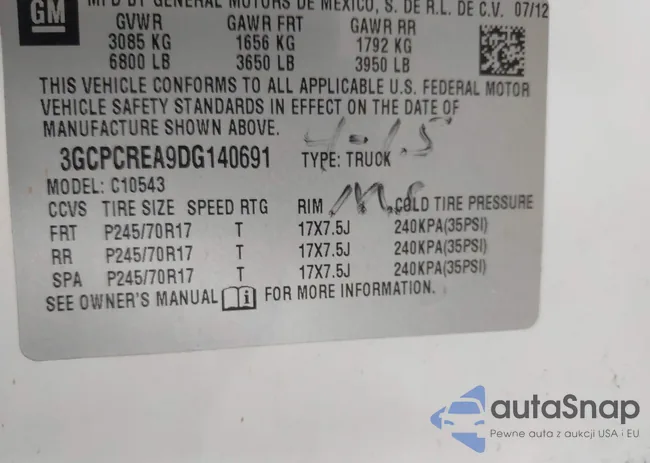 GM
MFD BY GENERAL MOTORS DE MEXICO, S. DE R.L. DE C.V. 07/12
GVWR GAWR FRT GAWR RR
3085 KG 1656 KG 1792 KG
6800 LB 3650 LB 3950 LB
THIS VEHICLE CONFORMS TO ALL APPLICABLE U.S. FEDERAL MOTOR
VEHICLE SAFETY STANDARDS IN EFFECT ON THE DATE OF
MANUFACTURE SHOWN ABOVE.
3GCPCREA9DG140691 TYPE: TRUCK
MODEL: C10543
CCVS TIRE SIZE SPEED RTG RIM COLD TIRE PRESSURE
FRT P245/70R17 T 17X7.5J 240KPA(35PSI)
RR P245/70R17 T 17X7.5J 240KPA(35PSI)
SPA P245/70R17 T 17X7.5J 240KPA(35PSI)
SEE OWNER'S MANUAL FOR MORE INFORMATION.
autaSnap
Pewne auta z aukcji USA i EU